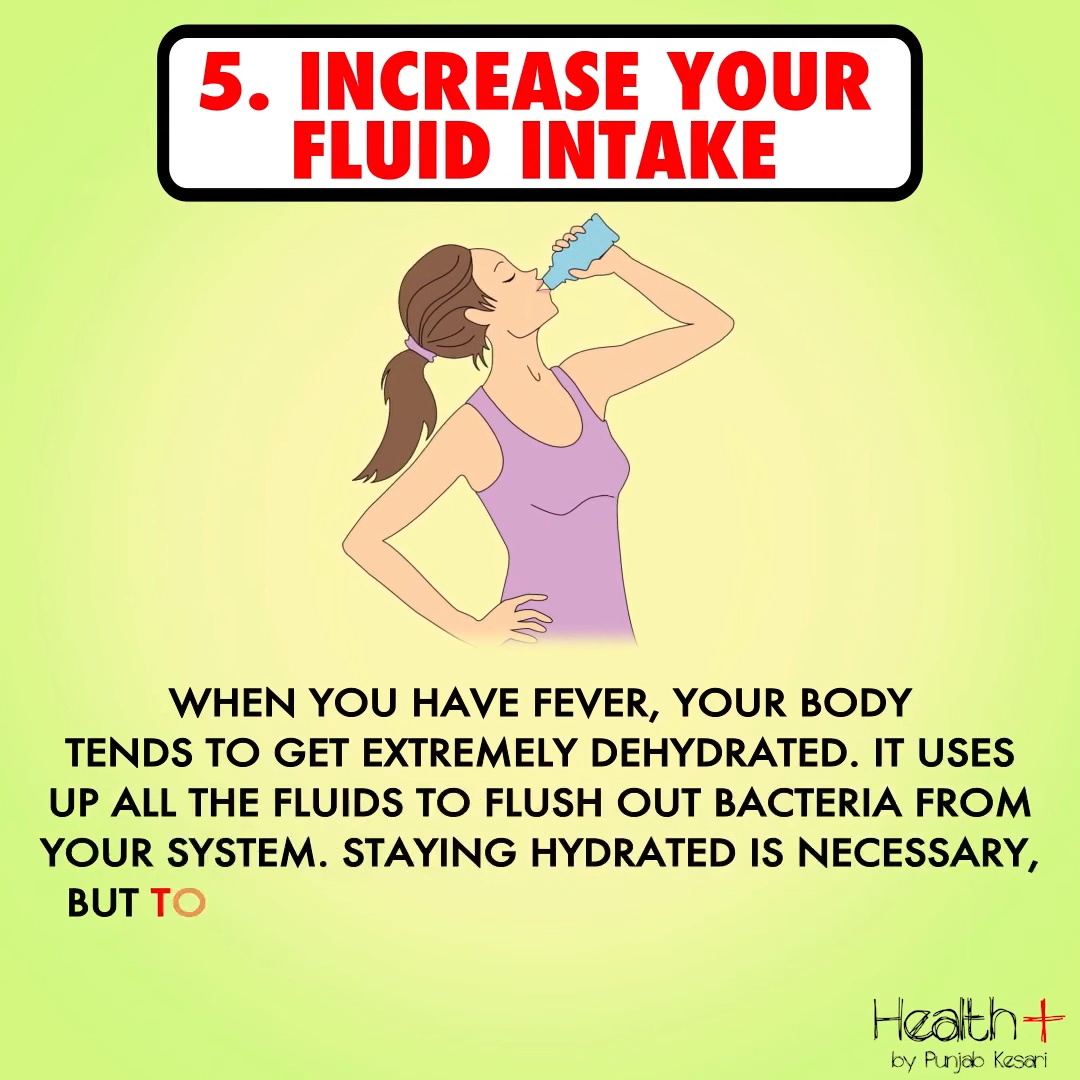 5. INCREASE YOUR
FLUID INTAKE
WHEN YOU HAVE FEVER, YOUR BODY
TENDS TO GET EXTREMELY DEHYDRATED. IT USES
UP ALL THE FLUIDS TO FLUSH OUT BACTERIA FROM
YOUR SYSTEM. STAYING HYDRATED IS NECESSARY,
BUT TO
Health+
by Punjab Kesari